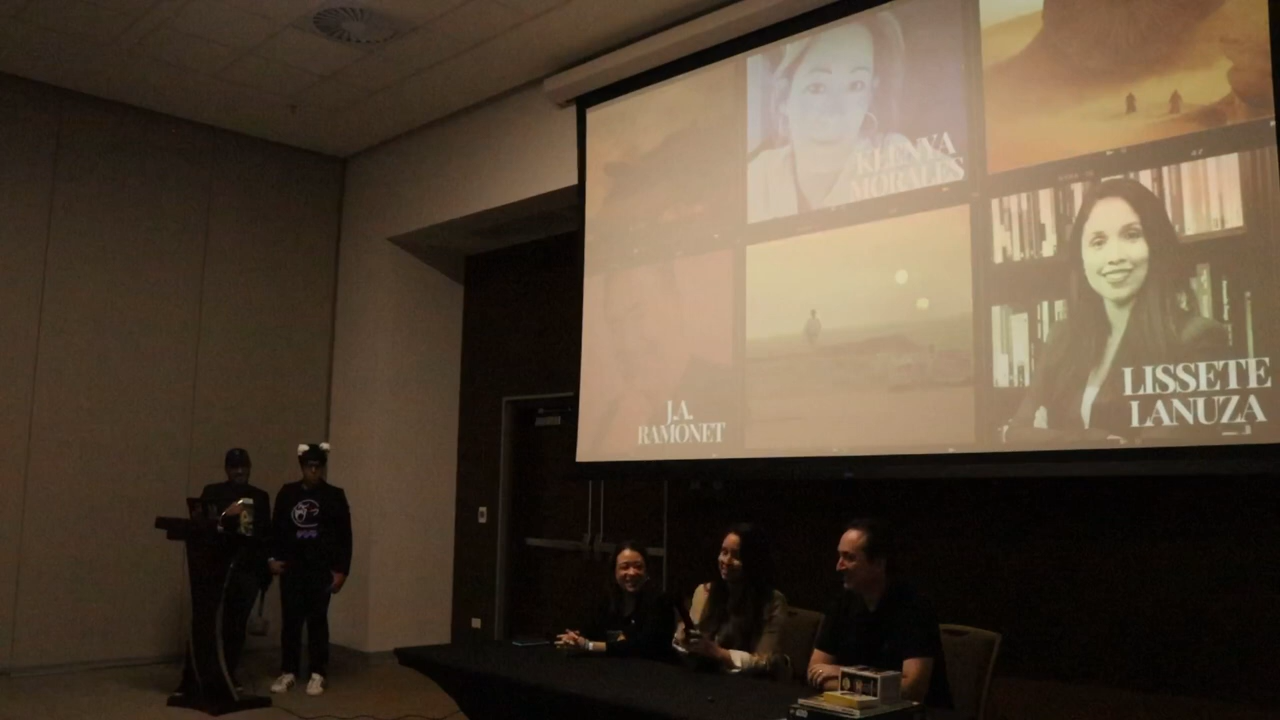 KLENYA
MORALES
J.A.
RAMONET
LISSETE
LANUZA